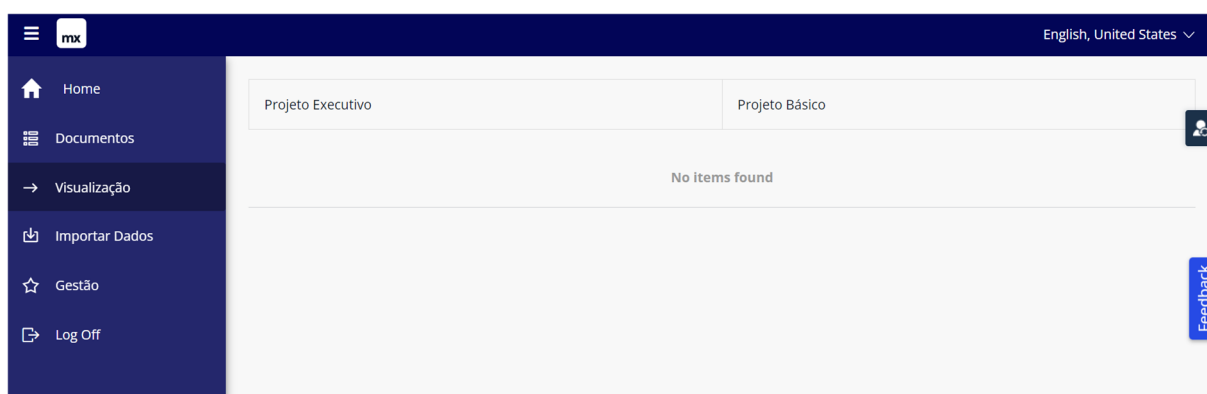 mx
English, United States
Home
Projeto Executivo
Projeto Básico
Documentos
Visualização
No items found
Importar Dados
Gestão
Feedback
Log Off